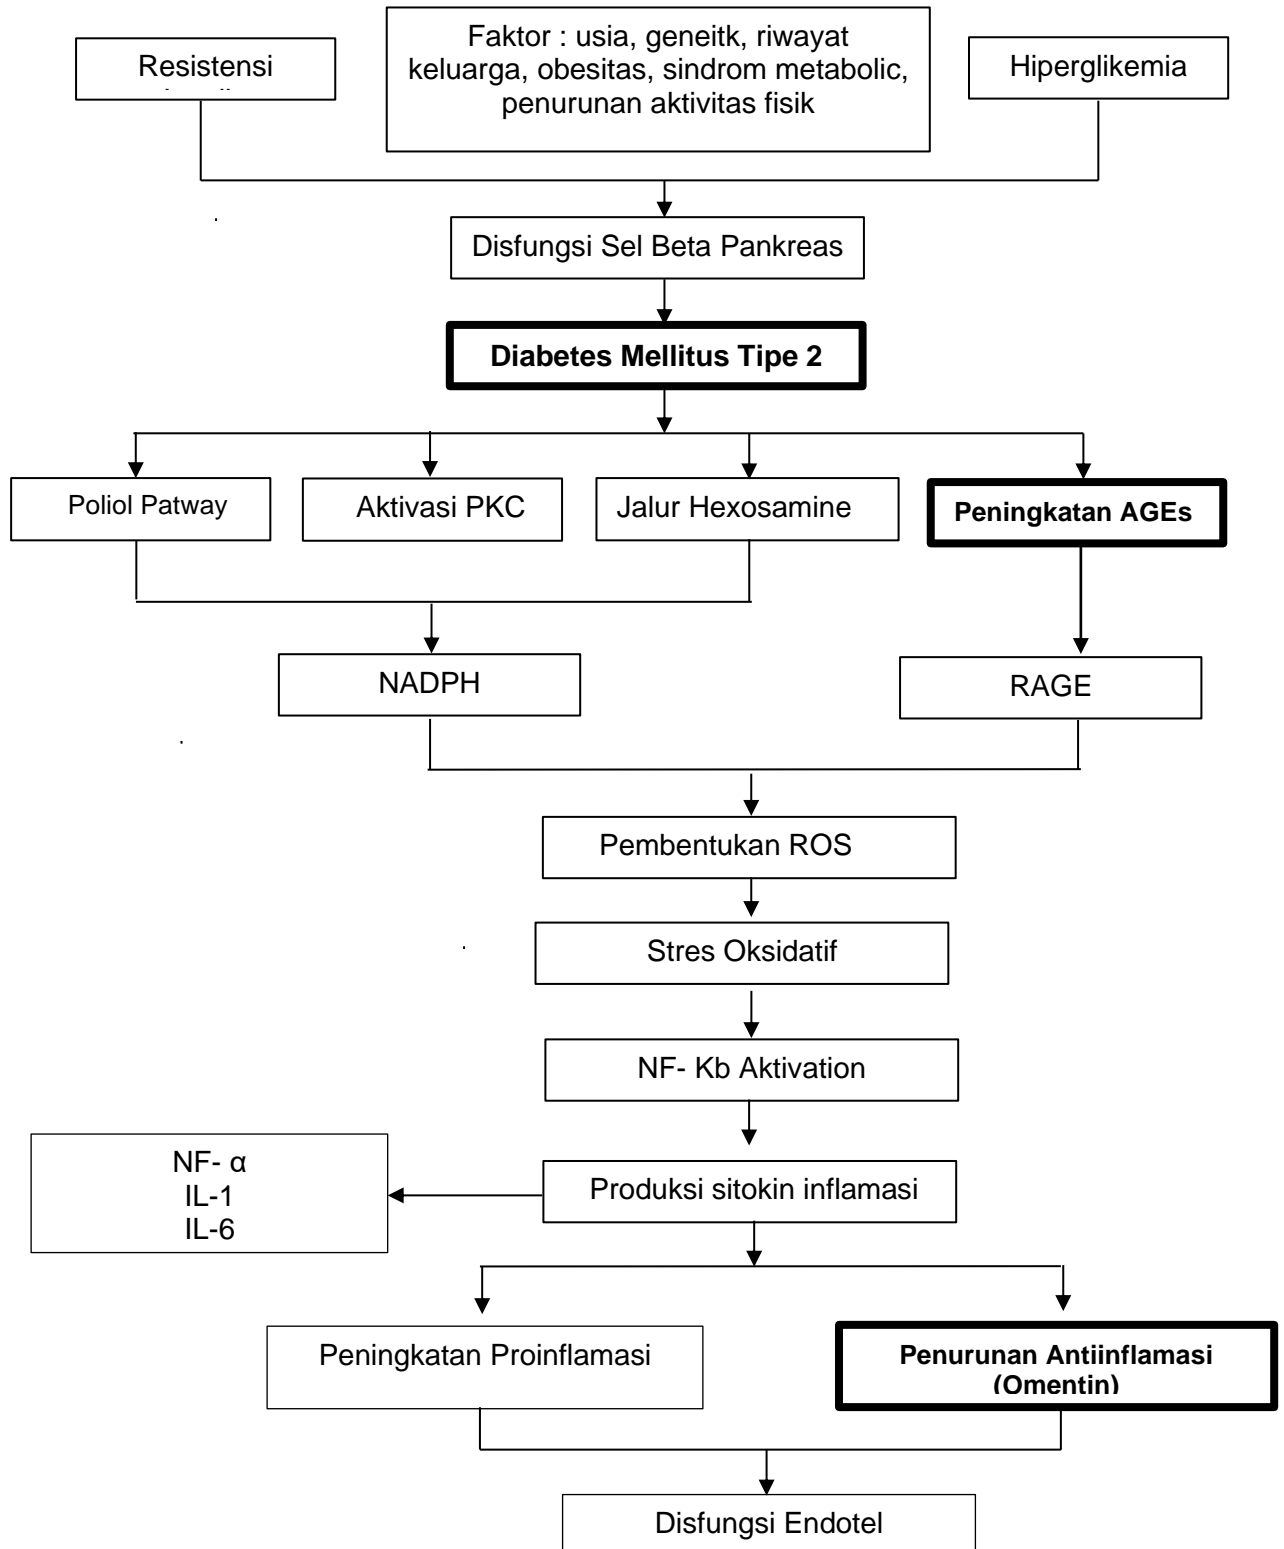 Resistensi
Faktor : usia, geneitk, riwayat
keluarga, obesitas, sindrom metabolic,
penurunan aktivitas fisik
Hiperglikemia
Disfungsi Sel Beta Pankreas
Diabetes Mellitus Tipe 2
Poliol Patway
Aktivasi PKC
Jalur Hexosamine
Peningkatan AGEs
NADPH
RAGE
Pembentukan ROS
Stres Oksidatif
NF- Kb Aktivation
NF- α
IL-1
IL-6
Produksi sitokin inflamasi
Peningkatan Proinflamasi
Penurunan Antiinflamasi
(Omentin)
Disfungsi Endotel